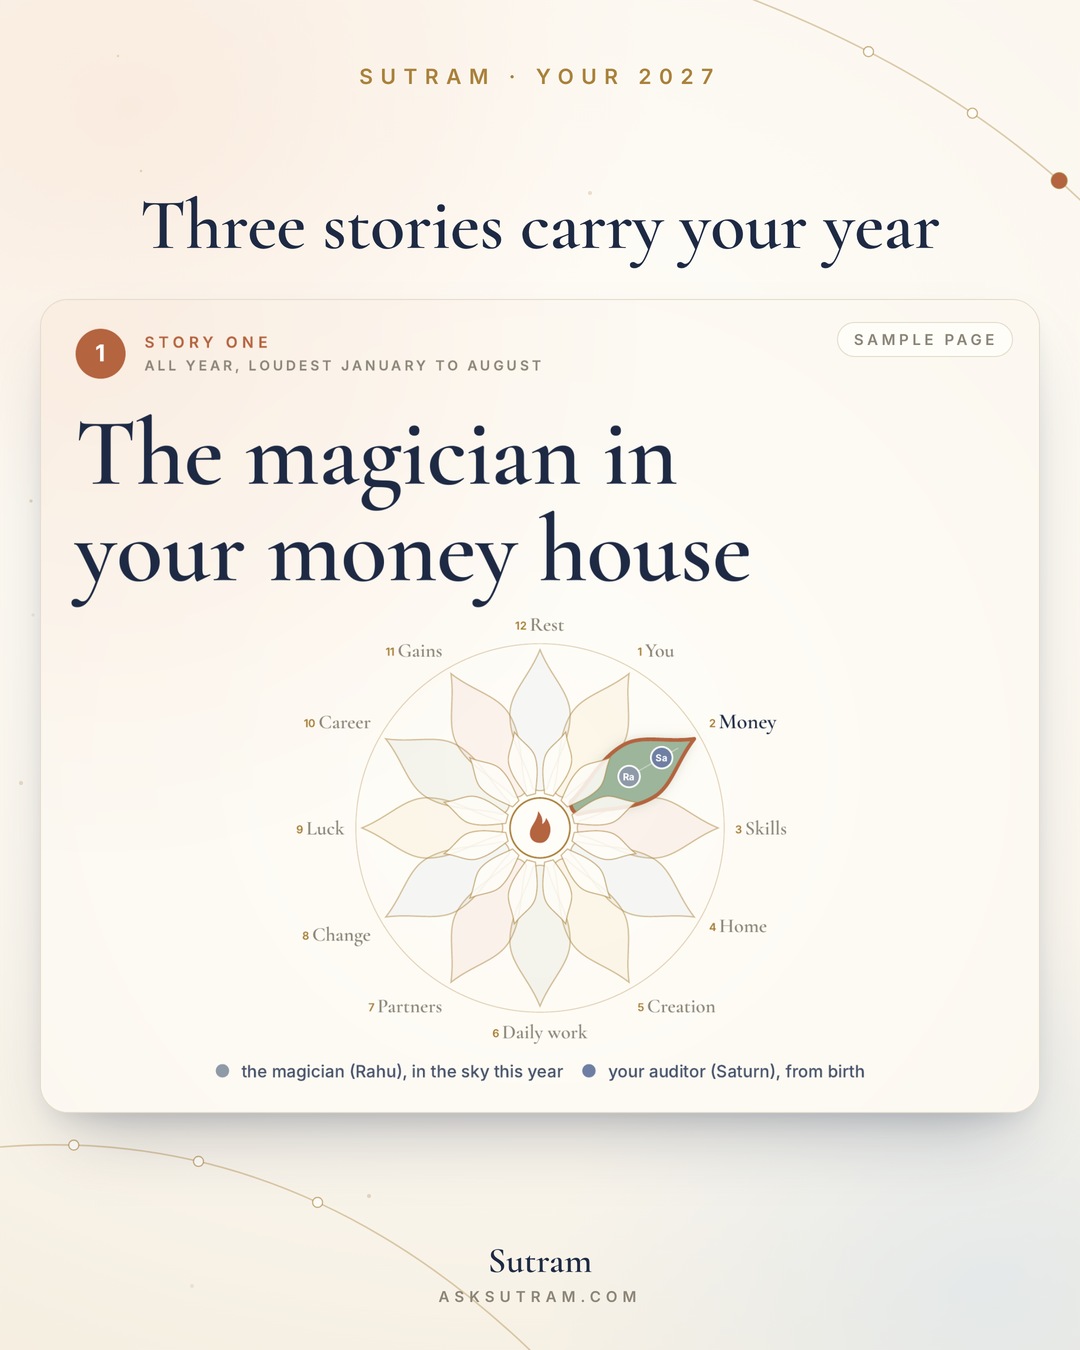 SUTRAM · YOUR 2027
Three stories carry your year
1
STORY ONE
ALL YEAR, LOUDEST JANUARY TO AUGUST
SAMPLE PAGE
The magician in
your money house
12 Rest
11 Gains
1 You
10 Career
2 Money
Sa
Ra
9 Luck
3 Skills
8 Change
4 Home
7 Partners
5 Creation
6 Daily work
the magician (Rahu), in the sky this year
your auditor (Saturn), from birth
Sutram
ASKSUTRAM.COM